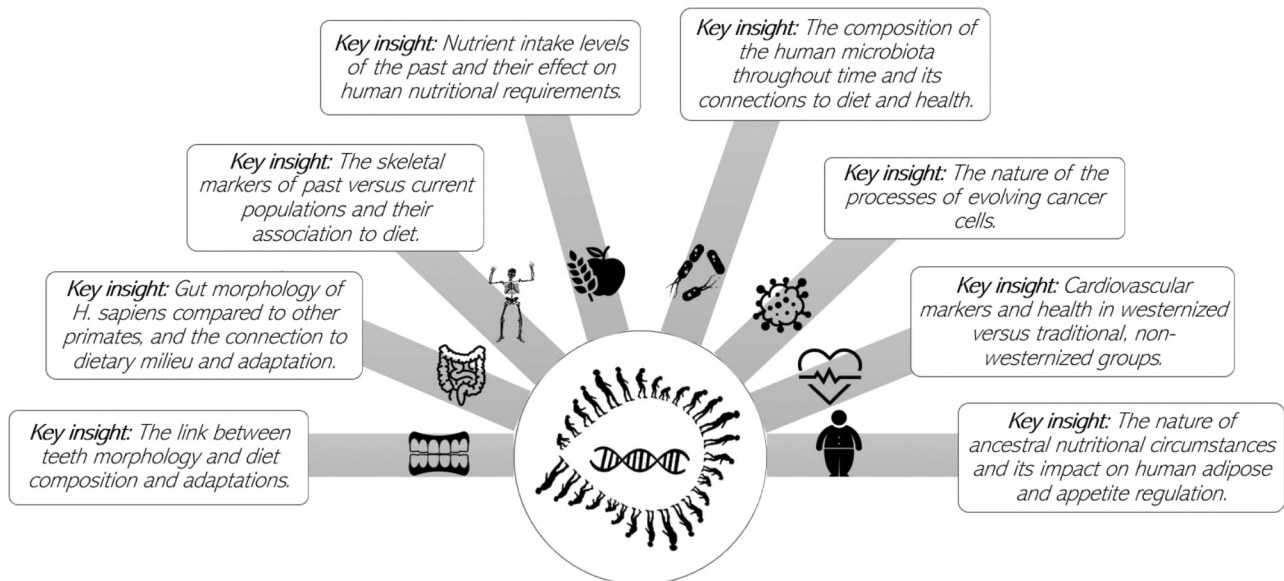 Key insight: Nutrient intake levels
of the past and their effect on
human nutritional requirements.
Key insight: The composition of
the human microbiota
throughout time and its
connections to diet and health.
Key insight: The skeletal
markers of past versus current
populations and their
association to diet.
Key insight: The nature of the
processes of evolving cancer
cells.
Key insight: Gut morphology of
H. sapiens compared to other
primates, and the connection to
dietary milieu and adaptation.
Key insight: Cardiovascular
markers and health in westernized
versus traditional, non-
westernized groups.
Key insight: The link between
teeth morphology and diet
composition and adaptations.
Key insight: The nature of
ancestral nutritional circumstances
and its impact on human adipose
and appetite regulation.